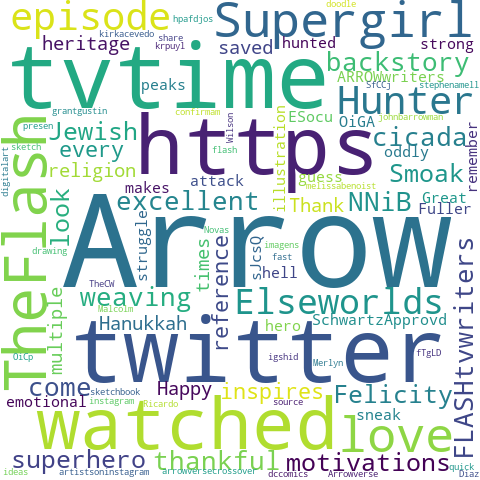 doodle
hpafdjos
episode
Supergirl
kirkacevedo
share
heritage
krpuyl
saved
hunted
strong
tvtime
backstory
peaks
ARROWwriters
SfCCj
stephenamell
Hunter
grantgustin
confirmam
https
ESocu
OiGA
johnbarrowman
presen
Wilson
Jewish
cicada
sketch
flash
every
illustration
guess
oddly
remember
religion
melissabenoist
Smoak
digitalart
makes
attack
Thank
Great
TheFlash
look
excellent
NNiB
Fuller
Arrow
struggle
times
Novas
imagens
drawing
reference
sJcsQ
fast
hell
TheCW
weaving
Elseworlds
multiple
Malcolm
Hanukkah
hero
SchwartzApprovd
FLASHtvwriters
twitter
OiCp
igshid
Merlyn
fTgLD
come
sketchbook
Happy
inspires
Felicity
emotional
instagram
Ricardo
source
sneak
watched
love
superhero
thankful
motivations
quick
ideas
artistsoninstagram
arrowversecrossover
dccomics
Arrowverse
Diaz